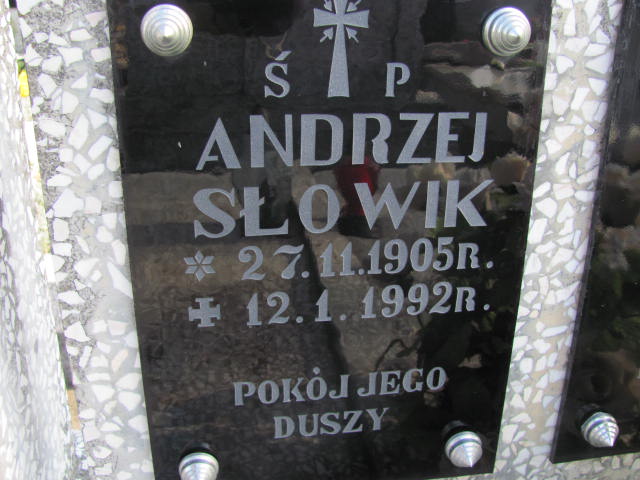 Ś P
ANDRZEJ
SŁOWIK
27.11.1905R.
12.1.1992R.
POKÓJ JEGO
DUSZY